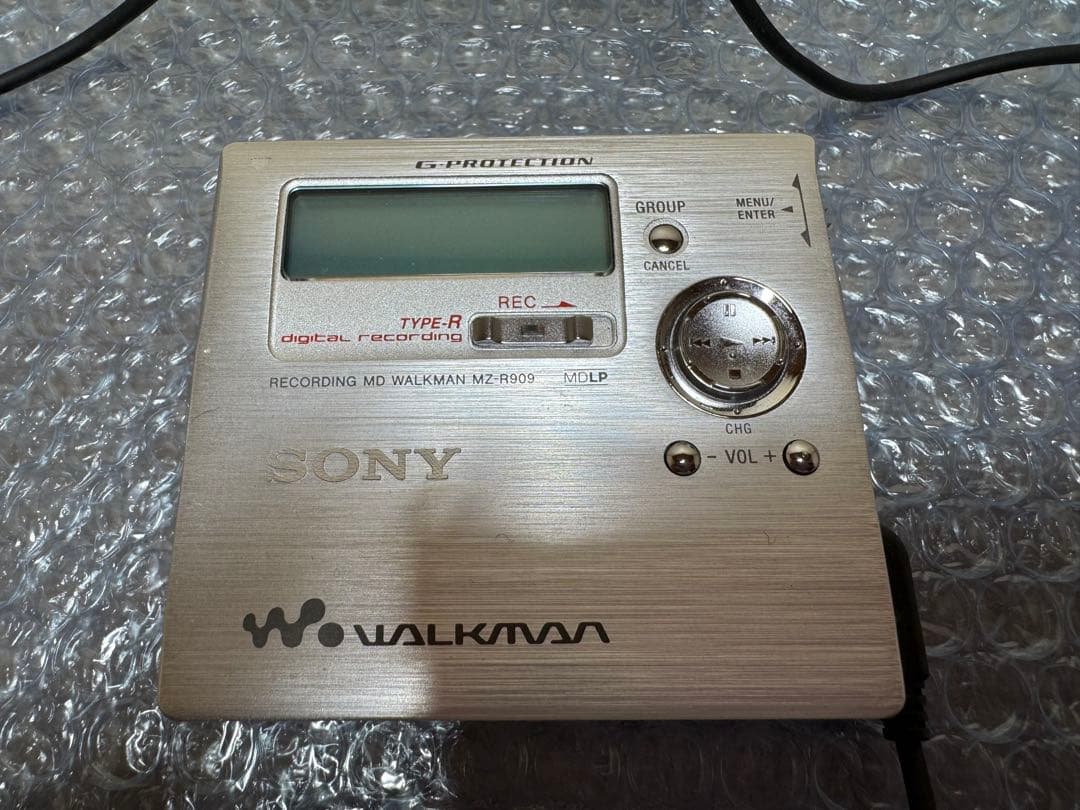 G-PROTECTION
GROUP
MENU/
ENTER
CANCEL
REC
TYPE-R
digital recording
RECORDING MD WALKMAN MZ-R909 MDLP
CHG
- VOL +
SONY
WALKMAN